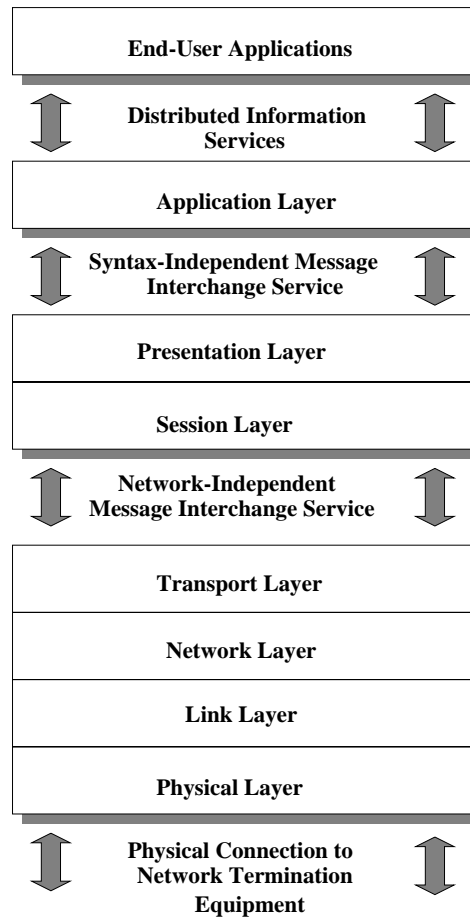 End-User Applications
Distributed Information
Services
Application Layer
Syntax-Independent Message
Interchange Service
Presentation Layer
Session Layer
Network-Independent
Message Interchange Service
Transport Layer
Network Layer
Link Layer
Physical Layer
Physical Connection to
Network Termination
Equipment